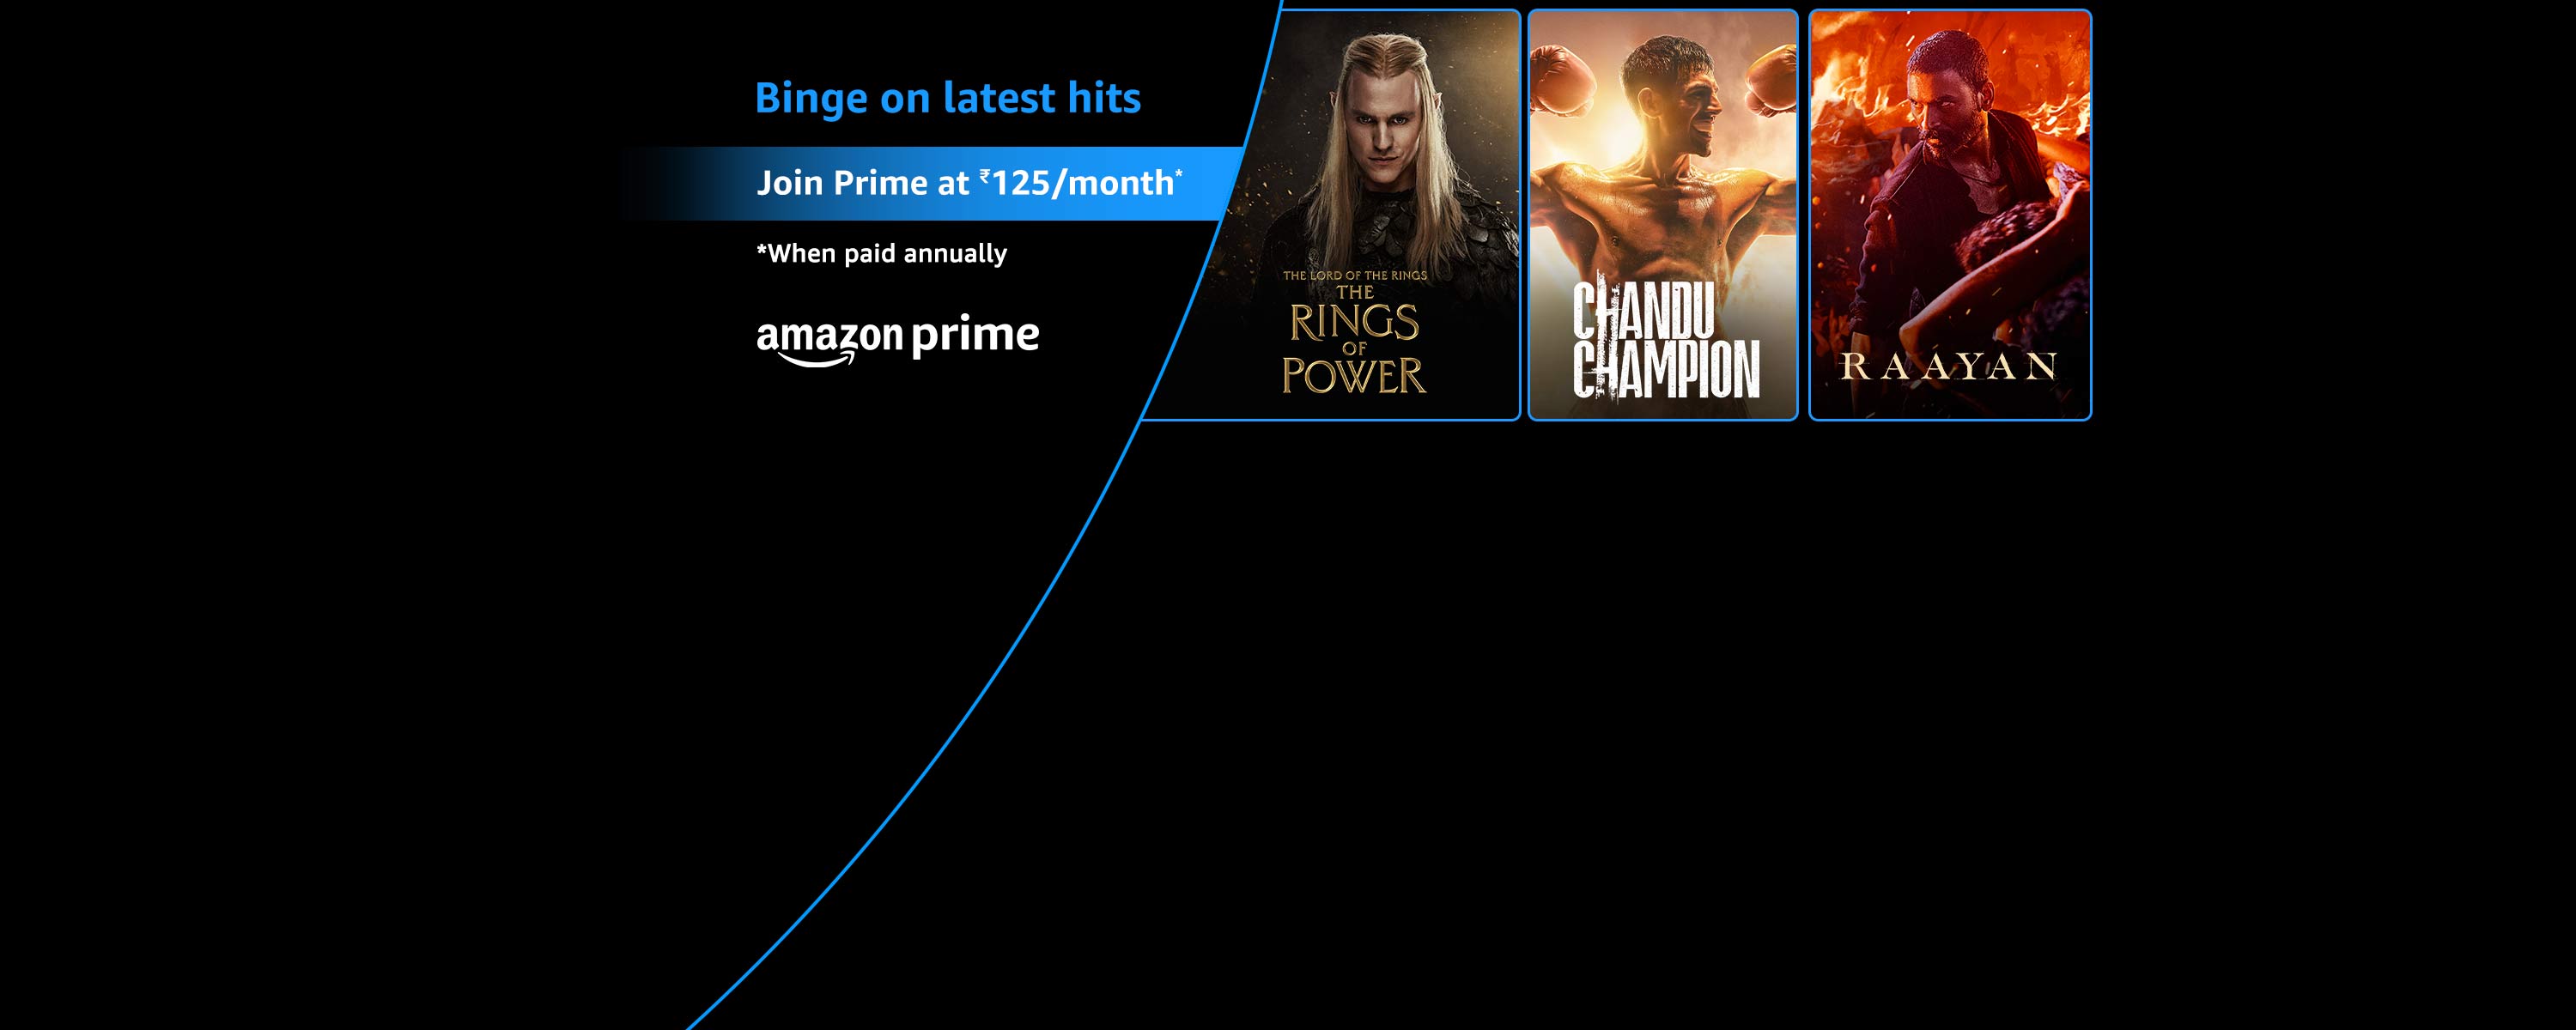 Binge on latest hits
Join Prime at ₹125/month*
*When paid annually
amazon prime
THE LORD OF THE RINGS
THE
RINGS
OF
POWER
CHANDU
CHAMPION
RAAYAN